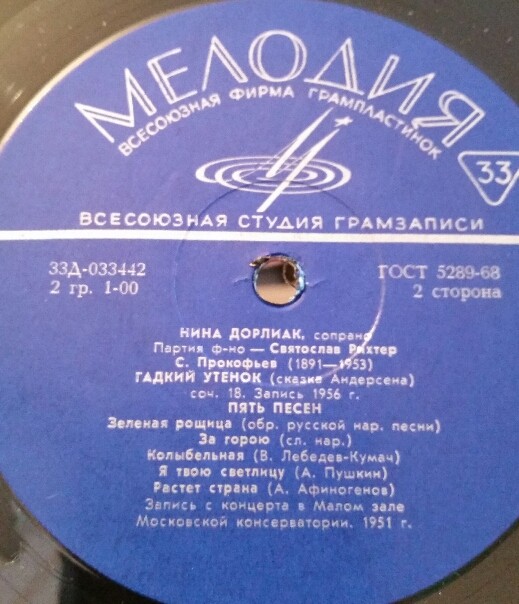 МЕЛОДИЯ
ВСЕСОЮЗНАЯ ФИРМА ГРАМПЛАСТИНОК
33
ВСЕСОЮЗНАЯ СТУДИЯ ГРАМЗАПИСИ
33Д-033442
2 гр. 1-00
ГОСТ 5289-68
2 сторона
НИНА ДОРЛИАК, сопрано
Партия ф-но — Святослав Рихтер
С. Прокофьев (1891—1953)
ГАДКИЙ УТЕНОК (сказка Андерсена)
соч. 18. Запись 1956 г.
ПЯТЬ ПЕСЕН
Зеленая рощица (обр. русской нар. песни)
За горою (сл. нар.)
Колыбельная (В. Лебедев-Кумач)
Я твою светлицу (А. Пушкин)
Растет страна (А. Афиногенов)
Запись с концерта в Малом зале
Московской консерватории. 1951 г.